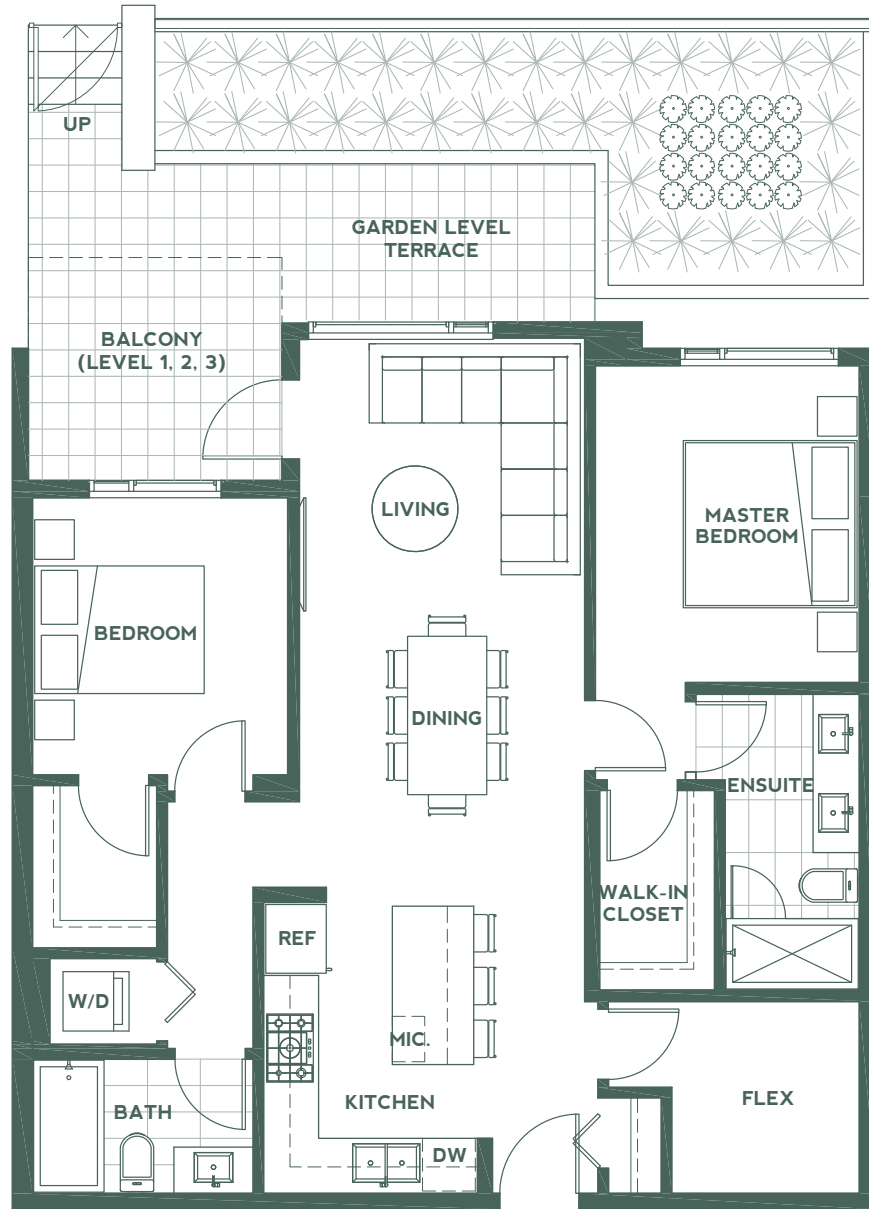 UP
GARDEN LEVEL
TERRACE
BALCONY
(LEVEL 1, 2, 3)
LIVING
MASTER
BEDROOM
BEDROOM
DINING
ENSUITE
WALK-IN
CLOSET
REF
W/D
MIC.
KITCHEN
BATH
FLEX
DW